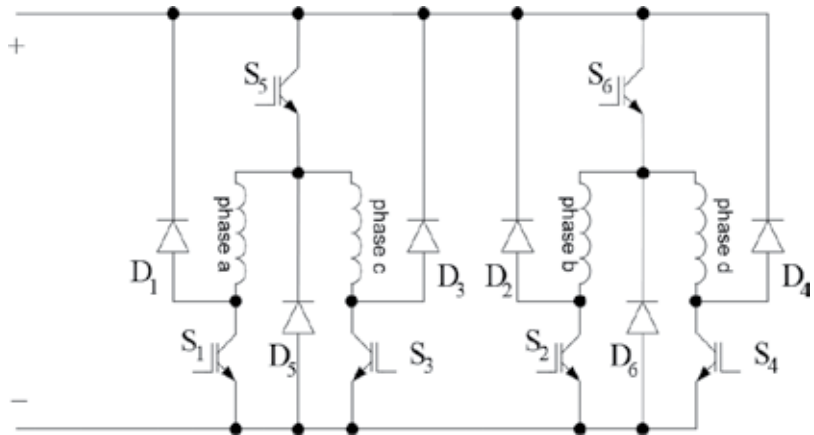 +
S5
S6
phase a
phase c
phase b
phase d
D1
D3
D2
D4
S1
D5
S3
S2
D6
S4
−